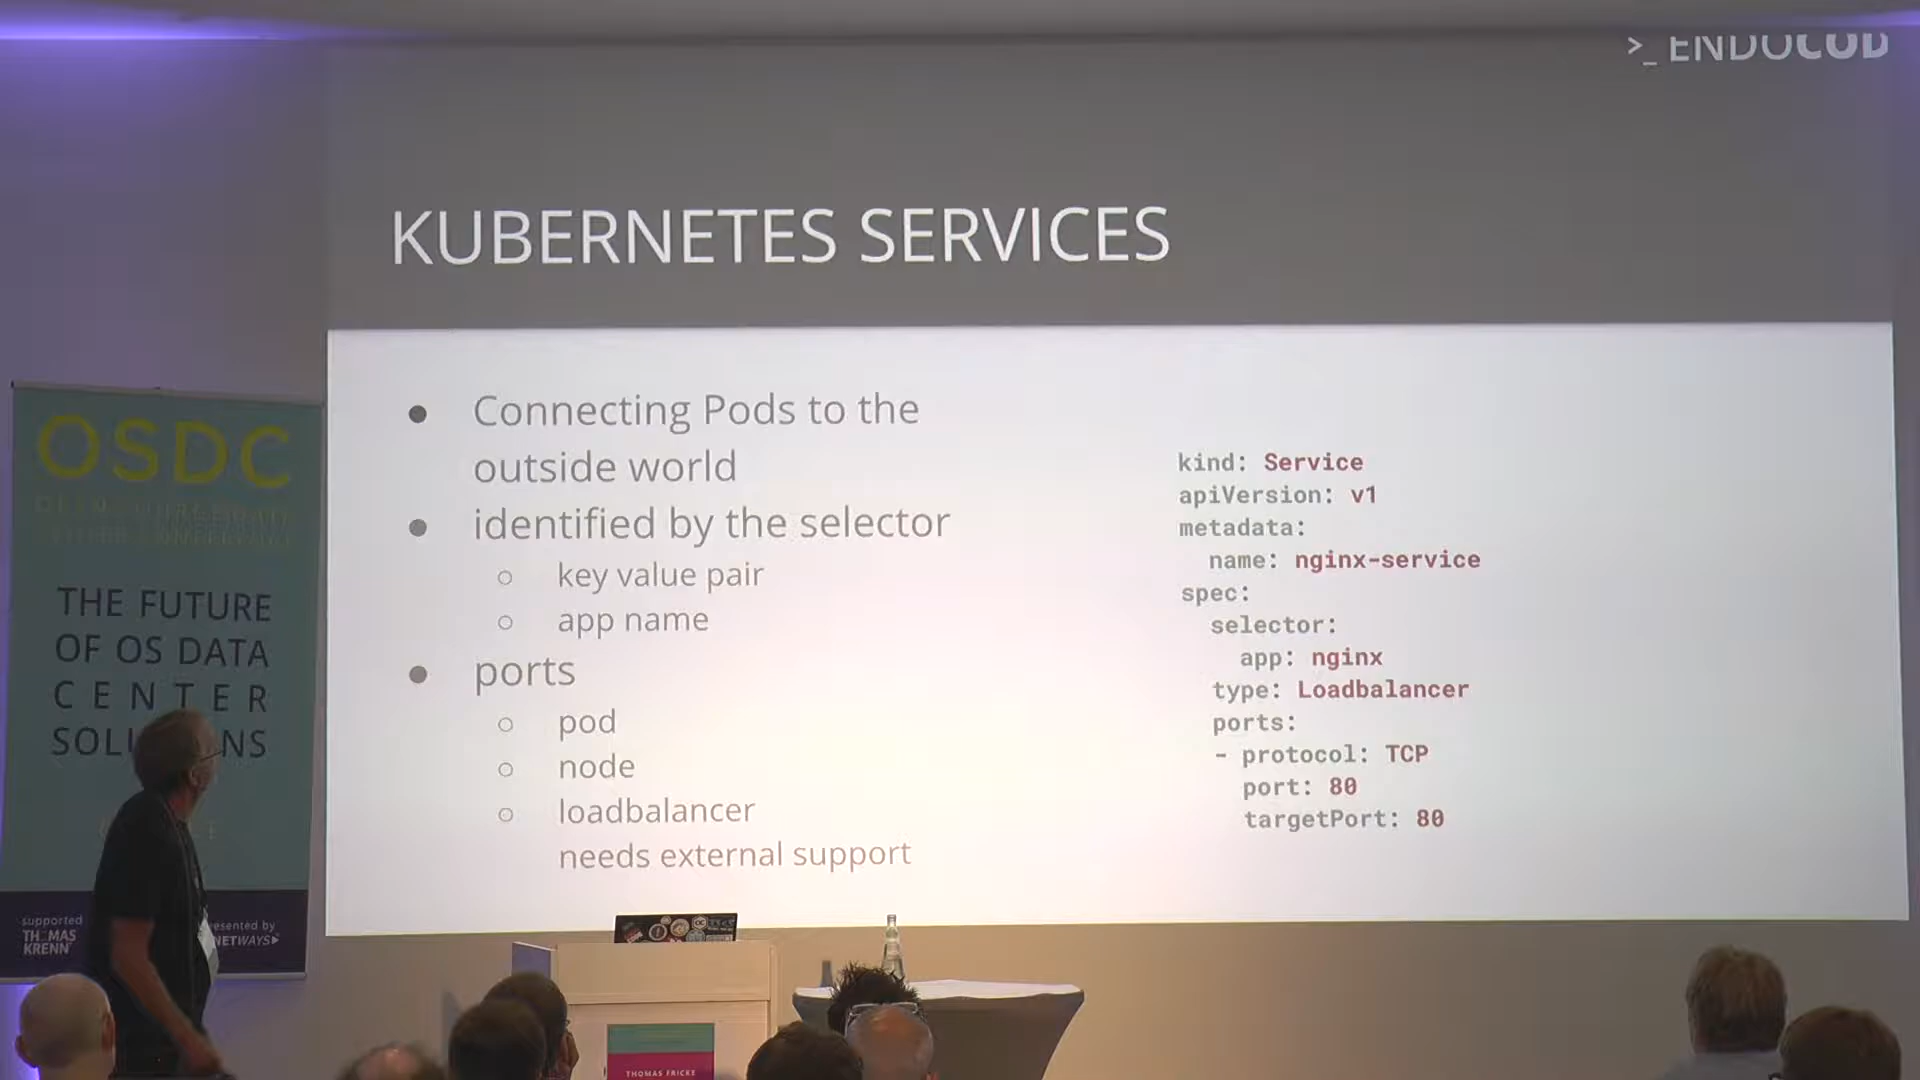 >_ ENDOCOD
KUBERNETES SERVICES
● Connecting Pods to the
outside world
● identified by the selector
○ key value pair
○ app name
● ports
○ pod
○ node
○ loadbalancer
needs external support
kind: Service
apiVersion: v1
metadata:
name: nginx-service
spec:
selector:
app: nginx
type: Loadbalancer
ports:
- protocol: TCP
port: 80
targetPort: 80
OSDC
THE FUTURE
OF OS DATA
CENTER
supported
THOMAS
KRENN
esented by
NETWAYS
THOMAS FRICKE